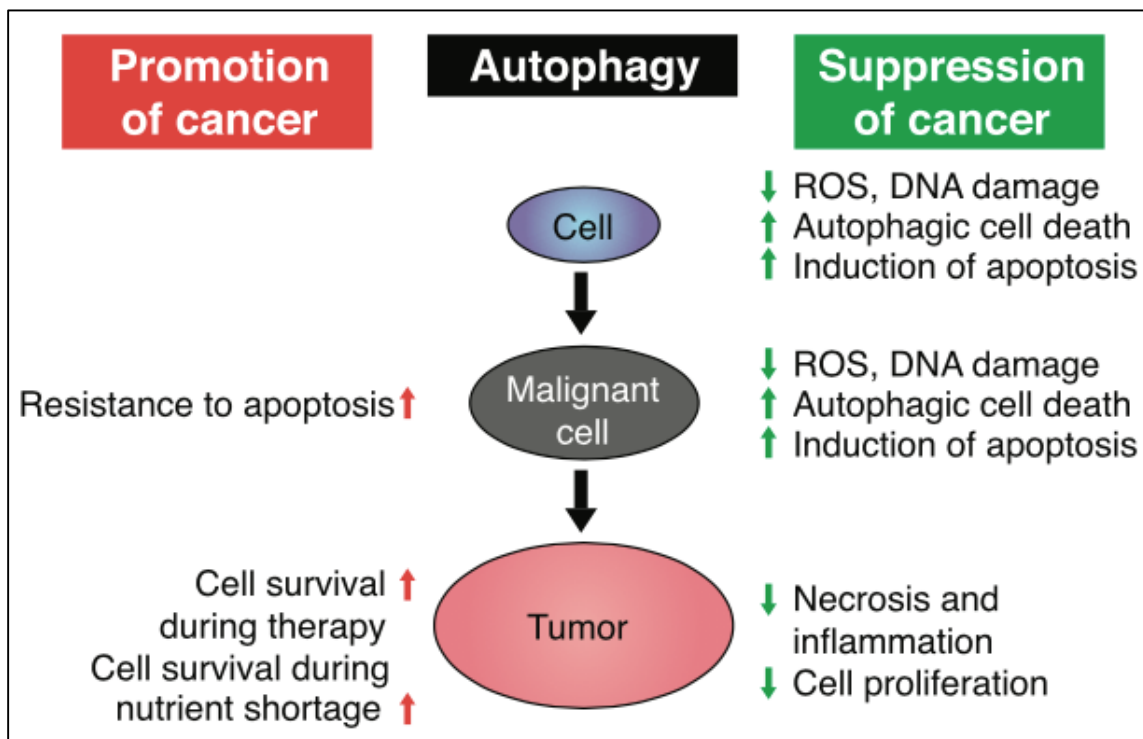 Promotion
of cancer
Autophagy
Suppression
of cancer
Cell
↓ ROS, DNA damage
↑ Autophagic cell death
↑ Induction of apoptosis
Resistance to apoptosis ↑
Malignant
cell
↓ ROS, DNA damage
↑ Autophagic cell death
↑ Induction of apoptosis
Cell survival ↑
during therapy
Cell survival during
nutrient shortage ↑
Tumor
↓ Necrosis and
inflammation
↓ Cell proliferation